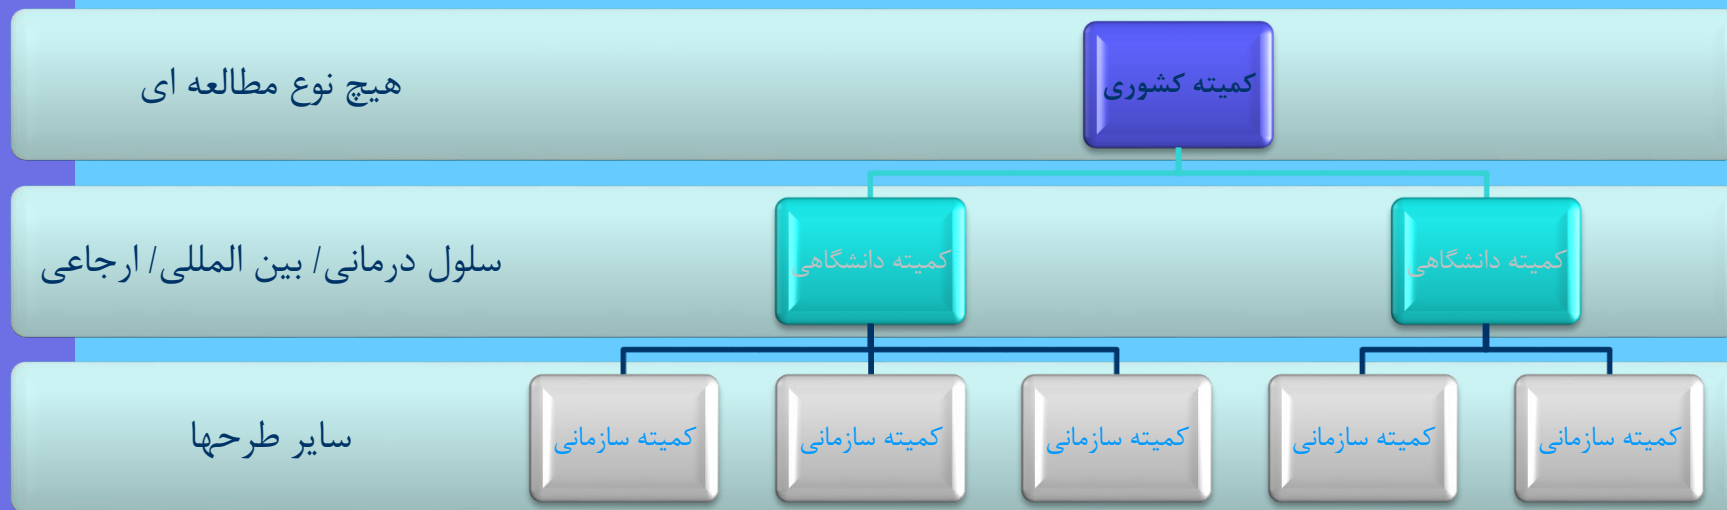 کمیته کشوری
هیچ نوع مطالعه ای
کمیته دانشگاهی
کمیته دانشگاهی
سلول درمانی/ بین المللی/ ارجاعی
کمیته سازمانی
کمیته سازمانی
کمیته سازمانی
کمیته سازمانی
کمیته سازمانی
سایر طرحها